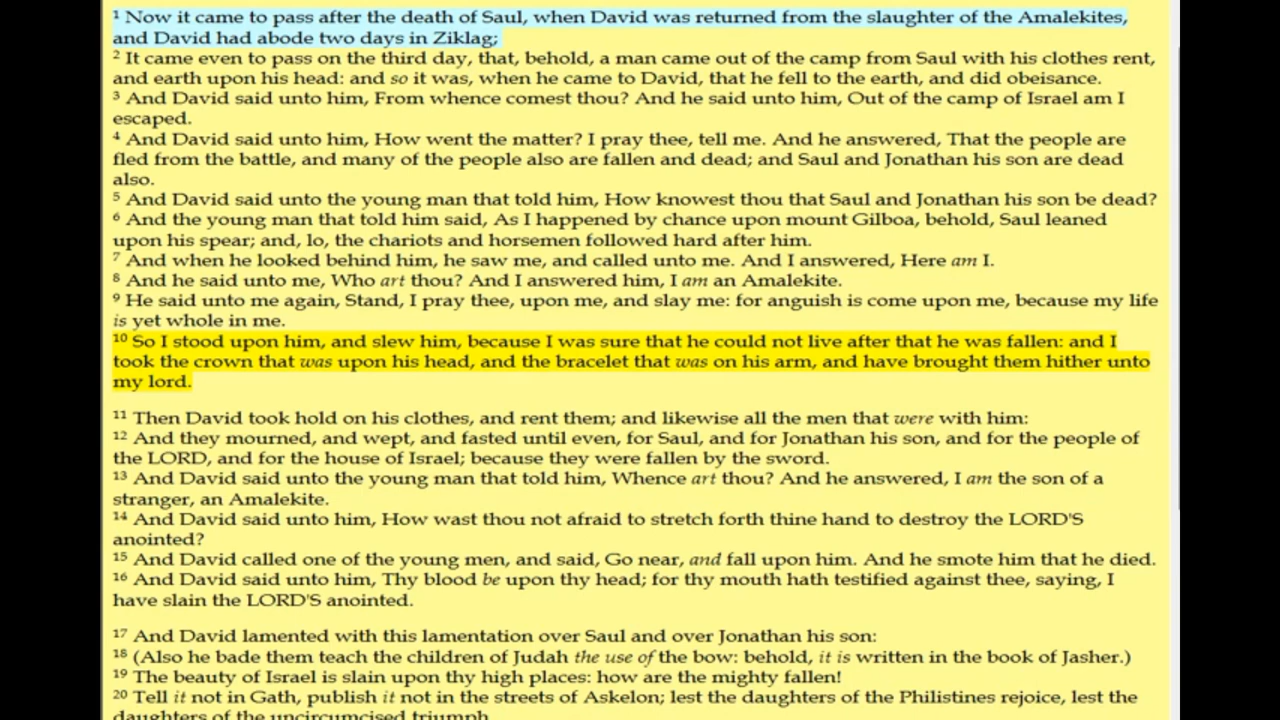 1 Now it came to pass after the death of Saul, when David was returned from the slaughter of the Amalekites,
and David had abode two days in Ziklag;
2 It came even to pass on the third day, that, behold, a man came out of the camp from Saul with his clothes rent,
and earth upon his head: and so it was, when he came to David, that he fell to the earth, and did obeisance.
3 And David said unto him, From whence comest thou? And he said unto him, Out of the camp of Israel am I
escaped.
4 And David said unto him, How went the matter? I pray thee, tell me. And he answered, That the people are
fled from the battle, and many of the people also are fallen and dead; and Saul and Jonathan his son are dead
also.
5 And David said unto the young man that told him, How knowest thou that Saul and Jonathan his son be dead?
6 And the young man that told him said, As I happened by chance upon mount Gilboa, behold, Saul leaned
upon his spear; and, lo, the chariots and horsemen followed hard after him.
7 And when he looked behind him, he saw me, and called unto me. And I answered, Here am I.
8 And he said unto me, Who art thou? And I answered him, I am an Amalekite.
9 He said unto me again, Stand, I pray thee, upon me, and slay me: for anguish is come upon me, because my life
is yet whole in me.
10 So I stood upon him, and slew him, because I was sure that he could not live after that he was fallen: and I
took the crown that was upon his head, and the bracelet that was on his arm, and have brought them hither unto
my lord.
11 Then David took hold on his clothes, and rent them; and likewise all the men that were with him:
12 And they mourned, and wept, and fasted until even, for Saul, and for Jonathan his son, and for the people of
the LORD, and for the house of Israel; because they were fallen by the sword.
13 And David said unto the young man that told him, Whence art thou? And he answered, I am the son of a
stranger, an Amalekite.
14 And David said unto him, How wast thou not afraid to stretch forth thine hand to destroy the LORD'S
anointed?
15 And David called one of the young men, and said, Go near, and fall upon him. And he smote him that he died.
16 And David said unto him, Thy blood be upon thy head; for thy mouth hath testified against thee, saying, I
have slain the LORD'S anointed.
17 And David lamented with this lamentation over Saul and over Jonathan his son:
18 (Also he bade them teach the children of Judah the use of the bow: behold, it is written in the book of Jasher.)
19 The beauty of Israel is slain upon thy high places: how are the mighty fallen!
20 Tell it not in Gath, publish it not in the streets of Askelon; lest the daughters of the Philistines rejoice, lest the
daughters of the uncircumcised triumph